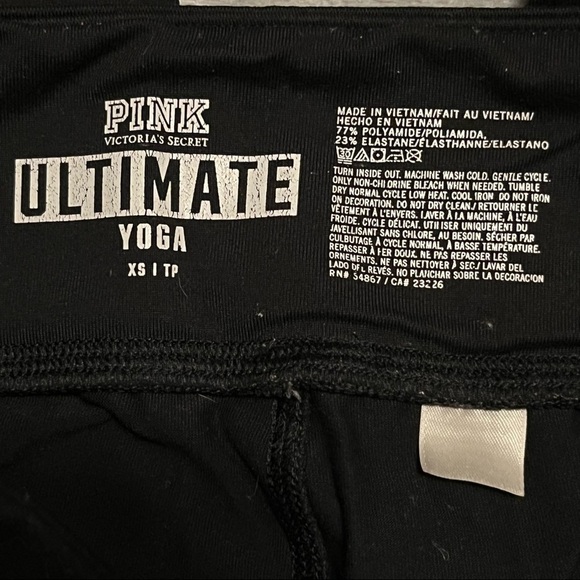 PINK
VICTORIA'S SECRET
ULTIMATE
YOGA
XS | TP
MADE IN VIETNAM/FAIT AU VIETNAM/
HECHO EN VIETNAM
77% POLYAMIDE/POLIAMIDA,
23% ELASTANE/ÉLASTHANNE/ELASTANO
TURN INSIDE OUT. MACHINE WASH COLD. GENTLE CYCLE.
ONLY NON-CHLORINE BLEACH WHEN NEEDED. TUMBLE
DRY NORMAL CYCLE LOW HEAT. COOL IRON DO NOT IRON
ON DECORATION. DO NOT DRY CLEAN./ RETOURNER LE
VÊTEMENT À L'ENVERS. LAVER À LA MACHINE, À L'EAU
FROIDE. CYCLE DÉLICAT. UTILISER UNIQUEMENT DU
JAVELLISANT SANS CHLORE, AU BESOIN. SÉCHER PAR
CULBUTAGE À CYCLE NORMAL, À BASSE TEMPÉRATURE.
REPASSER À FER DOUX. NE PAS REPASSER LES
ORNEMENTS. NE PAS NETTOYER À SEC./ LAVAR DEL
LADO DEL REVÉS. NO PLANCHAR SOBRE LA DECORACION
RN# 54867 / CA# 23226